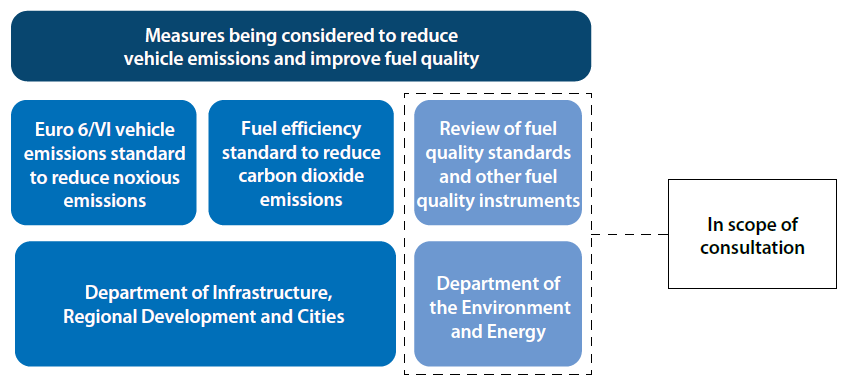 Measures being considered to reduce
vehicle emissions and improve fuel quality
Euro 6/VI vehicle
emissions standard
to reduce noxious
emissions
Fuel efficiency
standard to reduce
carbon dioxide
emissions
Review of fuel
quality standards
and other fuel
quality instruments
In scope of
consultation
Department of Infrastructure,
Regional Development and Cities
Department of
the Environment
and Energy